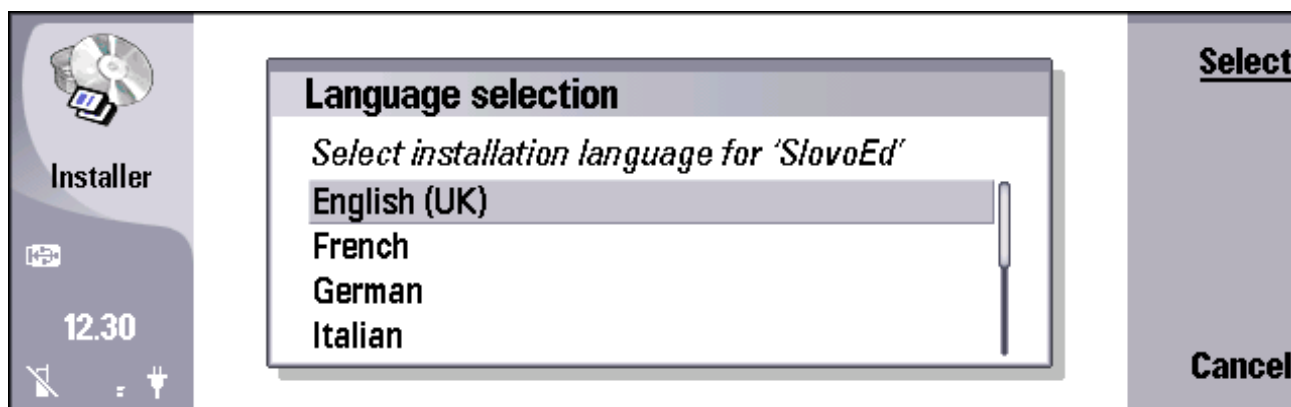 Installer
12.30
Language selection
Select installation language for ‘SlovoEd’
English (UK)
French
German
Italian
Select
Cancel